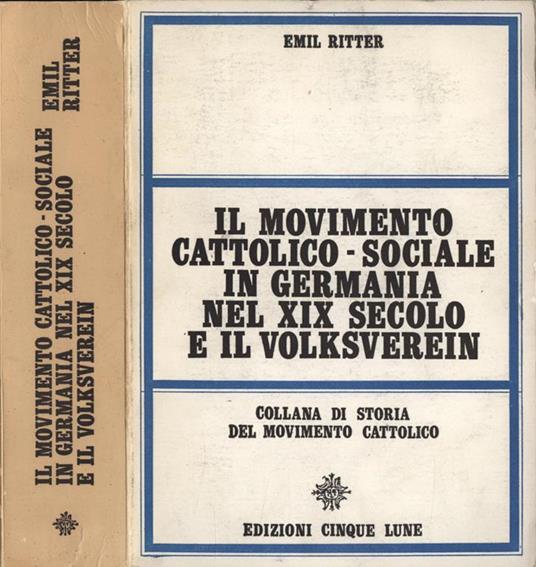 IL MOVIMENTO CATTOLICO - SOCIALE
IN GERMANIA NEL XIX SECOLO
E IL VOLKSVEREIN
EMIL
RITTER
EMIL RITTER
IL MOVIMENTO
CATTOLICO - SOCIALE
IN GERMANIA
NEL XIX SECOLO
E IL VOLKSVEREIN
COLLANA DI STORIA
DEL MOVIMENTO CATTOLICO
EDIZIONI CINQUE LUNE